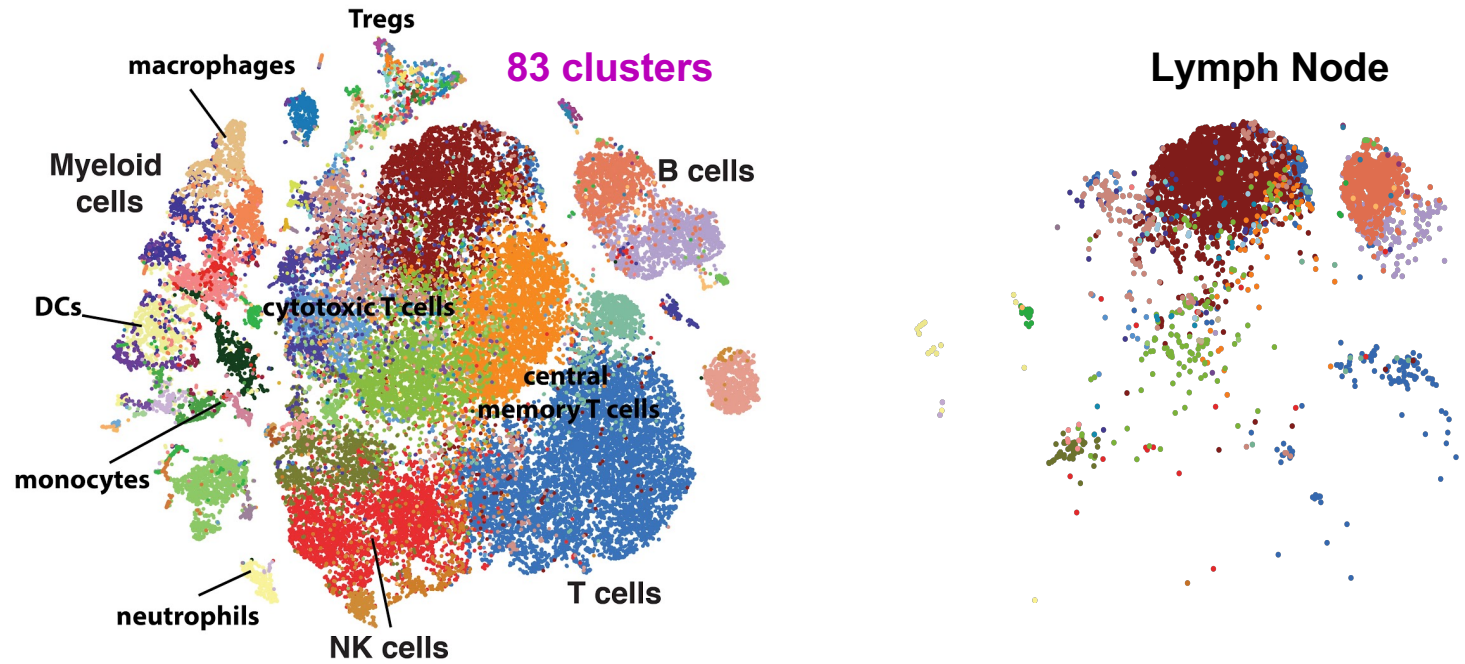 Tregs
macrophages
83 clusters
Lymph Node
Myeloid
cells
B cells
DCs
cytotoxic T cells
central
memory T cells
monocytes
neutrophils
T cells
NK cells